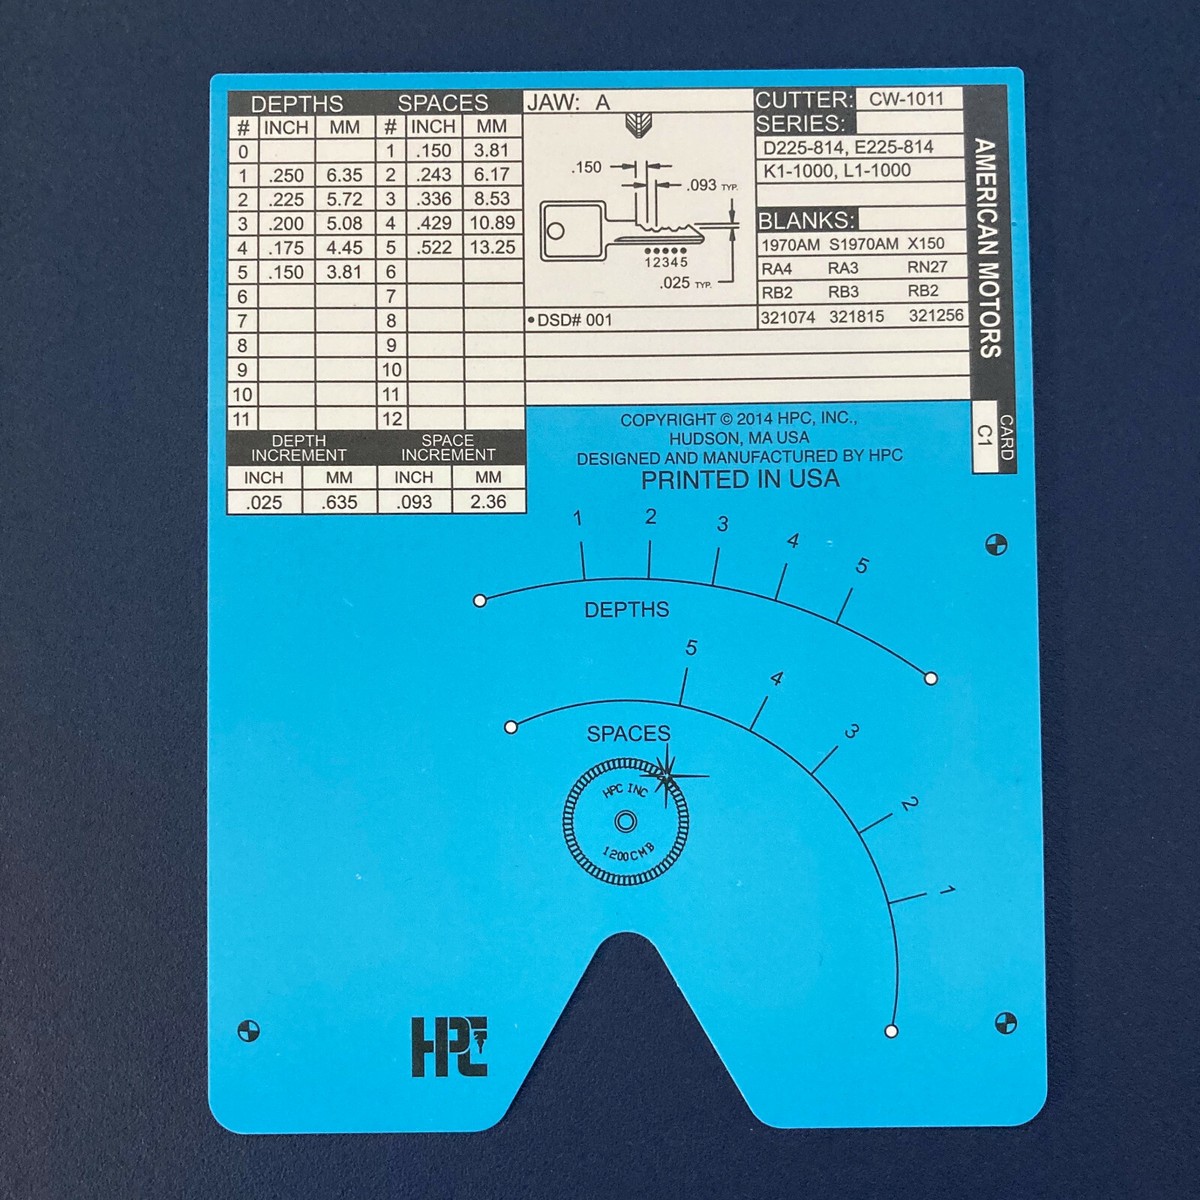 DEPTHS SPACES
# INCH MM # INCH MM
0 1 .150 3.81
1 .250 6.35 2 .243 6.17
2 .225 5.72 3 .336 8.53
3 .200 5.08 4 .429 10.89
4 .175 4.45 5 .522 13.25
5 .150 3.81 6
6 7
7 8
8 9
9 10
10 11
11 12
DEPTH INCREMENT SPACE INCREMENT
INCH MM INCH MM
.025 .635 .093 2.36
JAW: A
.150
.093 TYP.
12345
.025 TYP.
•DSD# 001
CUTTER: CW-1011
SERIES:
D225-814, E225-814
K1-1000, L1-1000
BLANKS:
1970AM S1970AM X150
RA4 RA3 RN27
RB2 RB3 RB2
321074 321815 321256
AMERICAN MOTORS
CARD
C1
COPYRIGHT © 2014 HPC, INC.,
HUDSON, MA USA
DESIGNED AND MANUFACTURED BY HPC
PRINTED IN USA
1 2 3 4 5
DEPTHS
5 4 3 2 1
SPACES
HPC INC
1200CMB
HPC